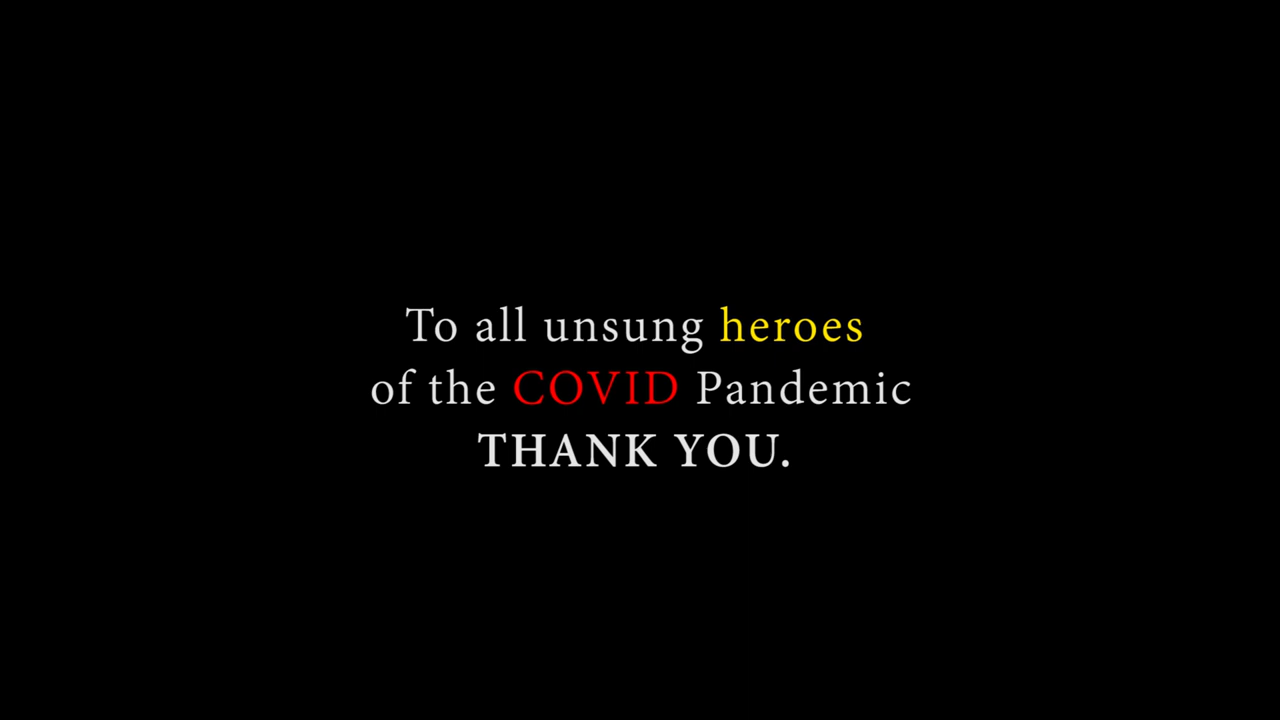 To all unsung heroes
of the COVID Pandemic
THANK YOU.